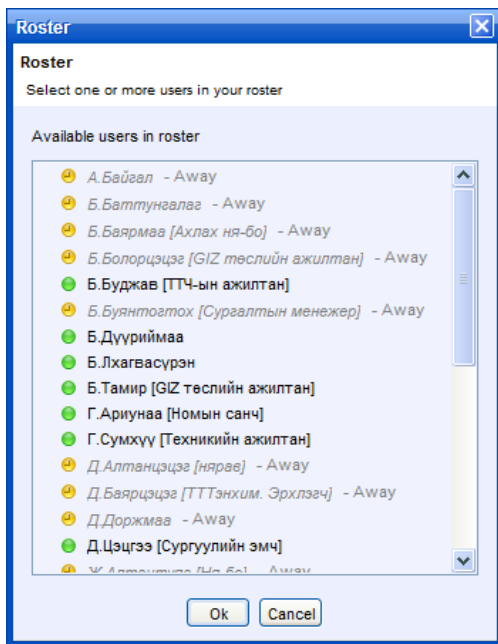 Roster
Roster
Select one or more users in your roster
Available users in roster
А.Байгал - Away
Б.Баттунгалаг - Away
Б.Баярмаа [Ахлах ня-бо] - Away
Б.Болорцэцэг [GIZ төслийн ажилтан] - Away
Б.Буджав [ТТЧ-ын ажилтан]
Б.Буянтогтох [Сургалтын менежер] - Away
Б.Дүүриймаа
Б.Лхагвасүрэн
Б.Тамир [GIZ төслийн ажилтан]
Г.Ариунаа [Номын санч]
Г.Сумхүү [Техникийн ажилтан]
Д.Алтанцэцэг [нярав] - Away
Д.Баярцэцэг [ТТТэнхим. Эрхлэгч] - Away
Д.Доржмаа - Away
Д.Цэцгээ [Сургуулийн эмч]
Ok Cancel